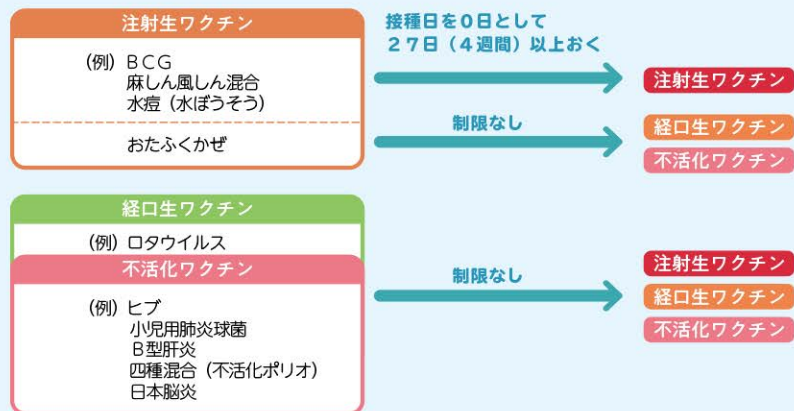 注射生ワクチン
(例) ＢＣＧ
麻しん風しん混合
水痘（水ぼうそう）
おたふくかぜ
接種日を０日として
２７日（４週間）以上おく
注射生ワクチン
制限なし
経口生ワクチン
不活化ワクチン
経口生ワクチン
(例) ロタウイルス
不活化ワクチン
(例) ヒブ
小児用肺炎球菌
Ｂ型肝炎
四種混合（不活化ポリオ）
日本脳炎
制限なし
注射生ワクチン
経口生ワクチン
不活化ワクチン